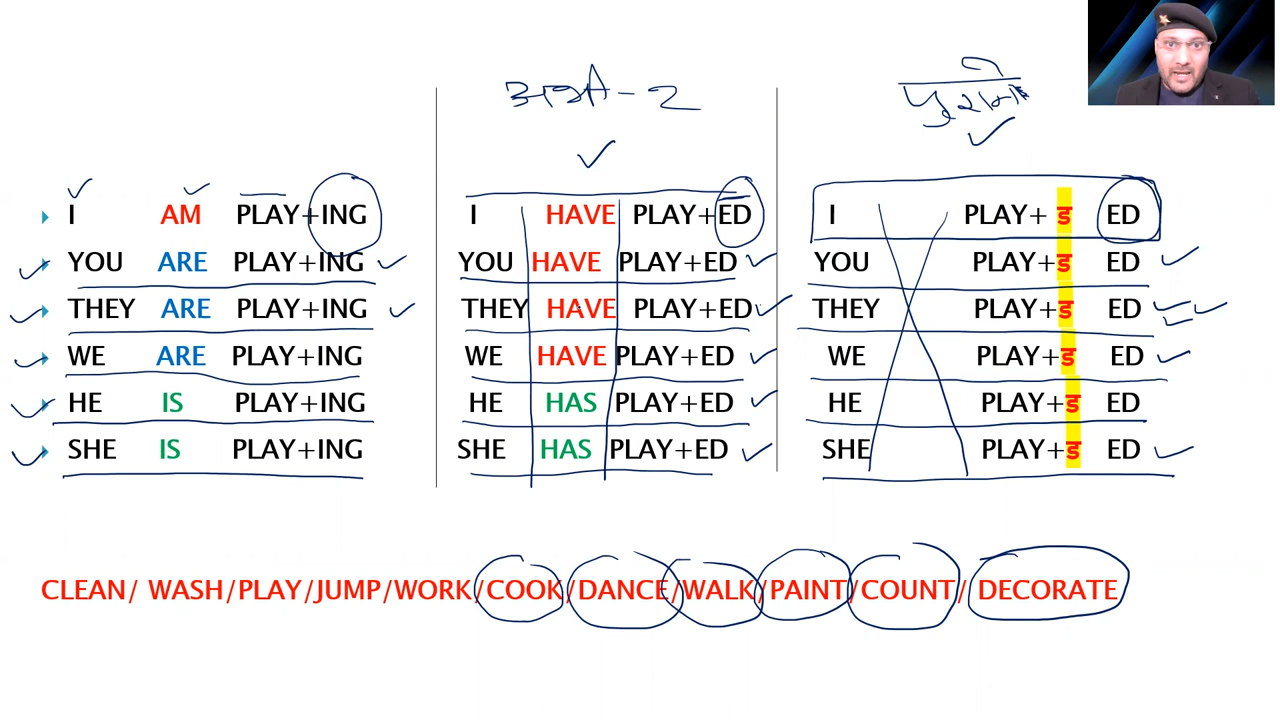 अभी - 2
पुराना
I AM PLAY+ING
YOU ARE PLAY+ING
THEY ARE PLAY+ING
WE ARE PLAY+ING
HE IS PLAY+ING
SHE IS PLAY+ING
I HAVE PLAY+ED
YOU HAVE PLAY+ED
THEY HAVE PLAY+ED
WE HAVE PLAY+ED
HE HAS PLAY+ED
SHE HAS PLAY+ED
I PLAY+ ड ED
YOU PLAY+ड ED
THEY PLAY+ड ED
WE PLAY+ड ED
HE PLAY+ड ED
SHE PLAY+ड ED
CLEAN/ WASH/PLAY/JUMP/WORK/COOK/DANCE/WALK/PAINT/COUNT/ DECORATE